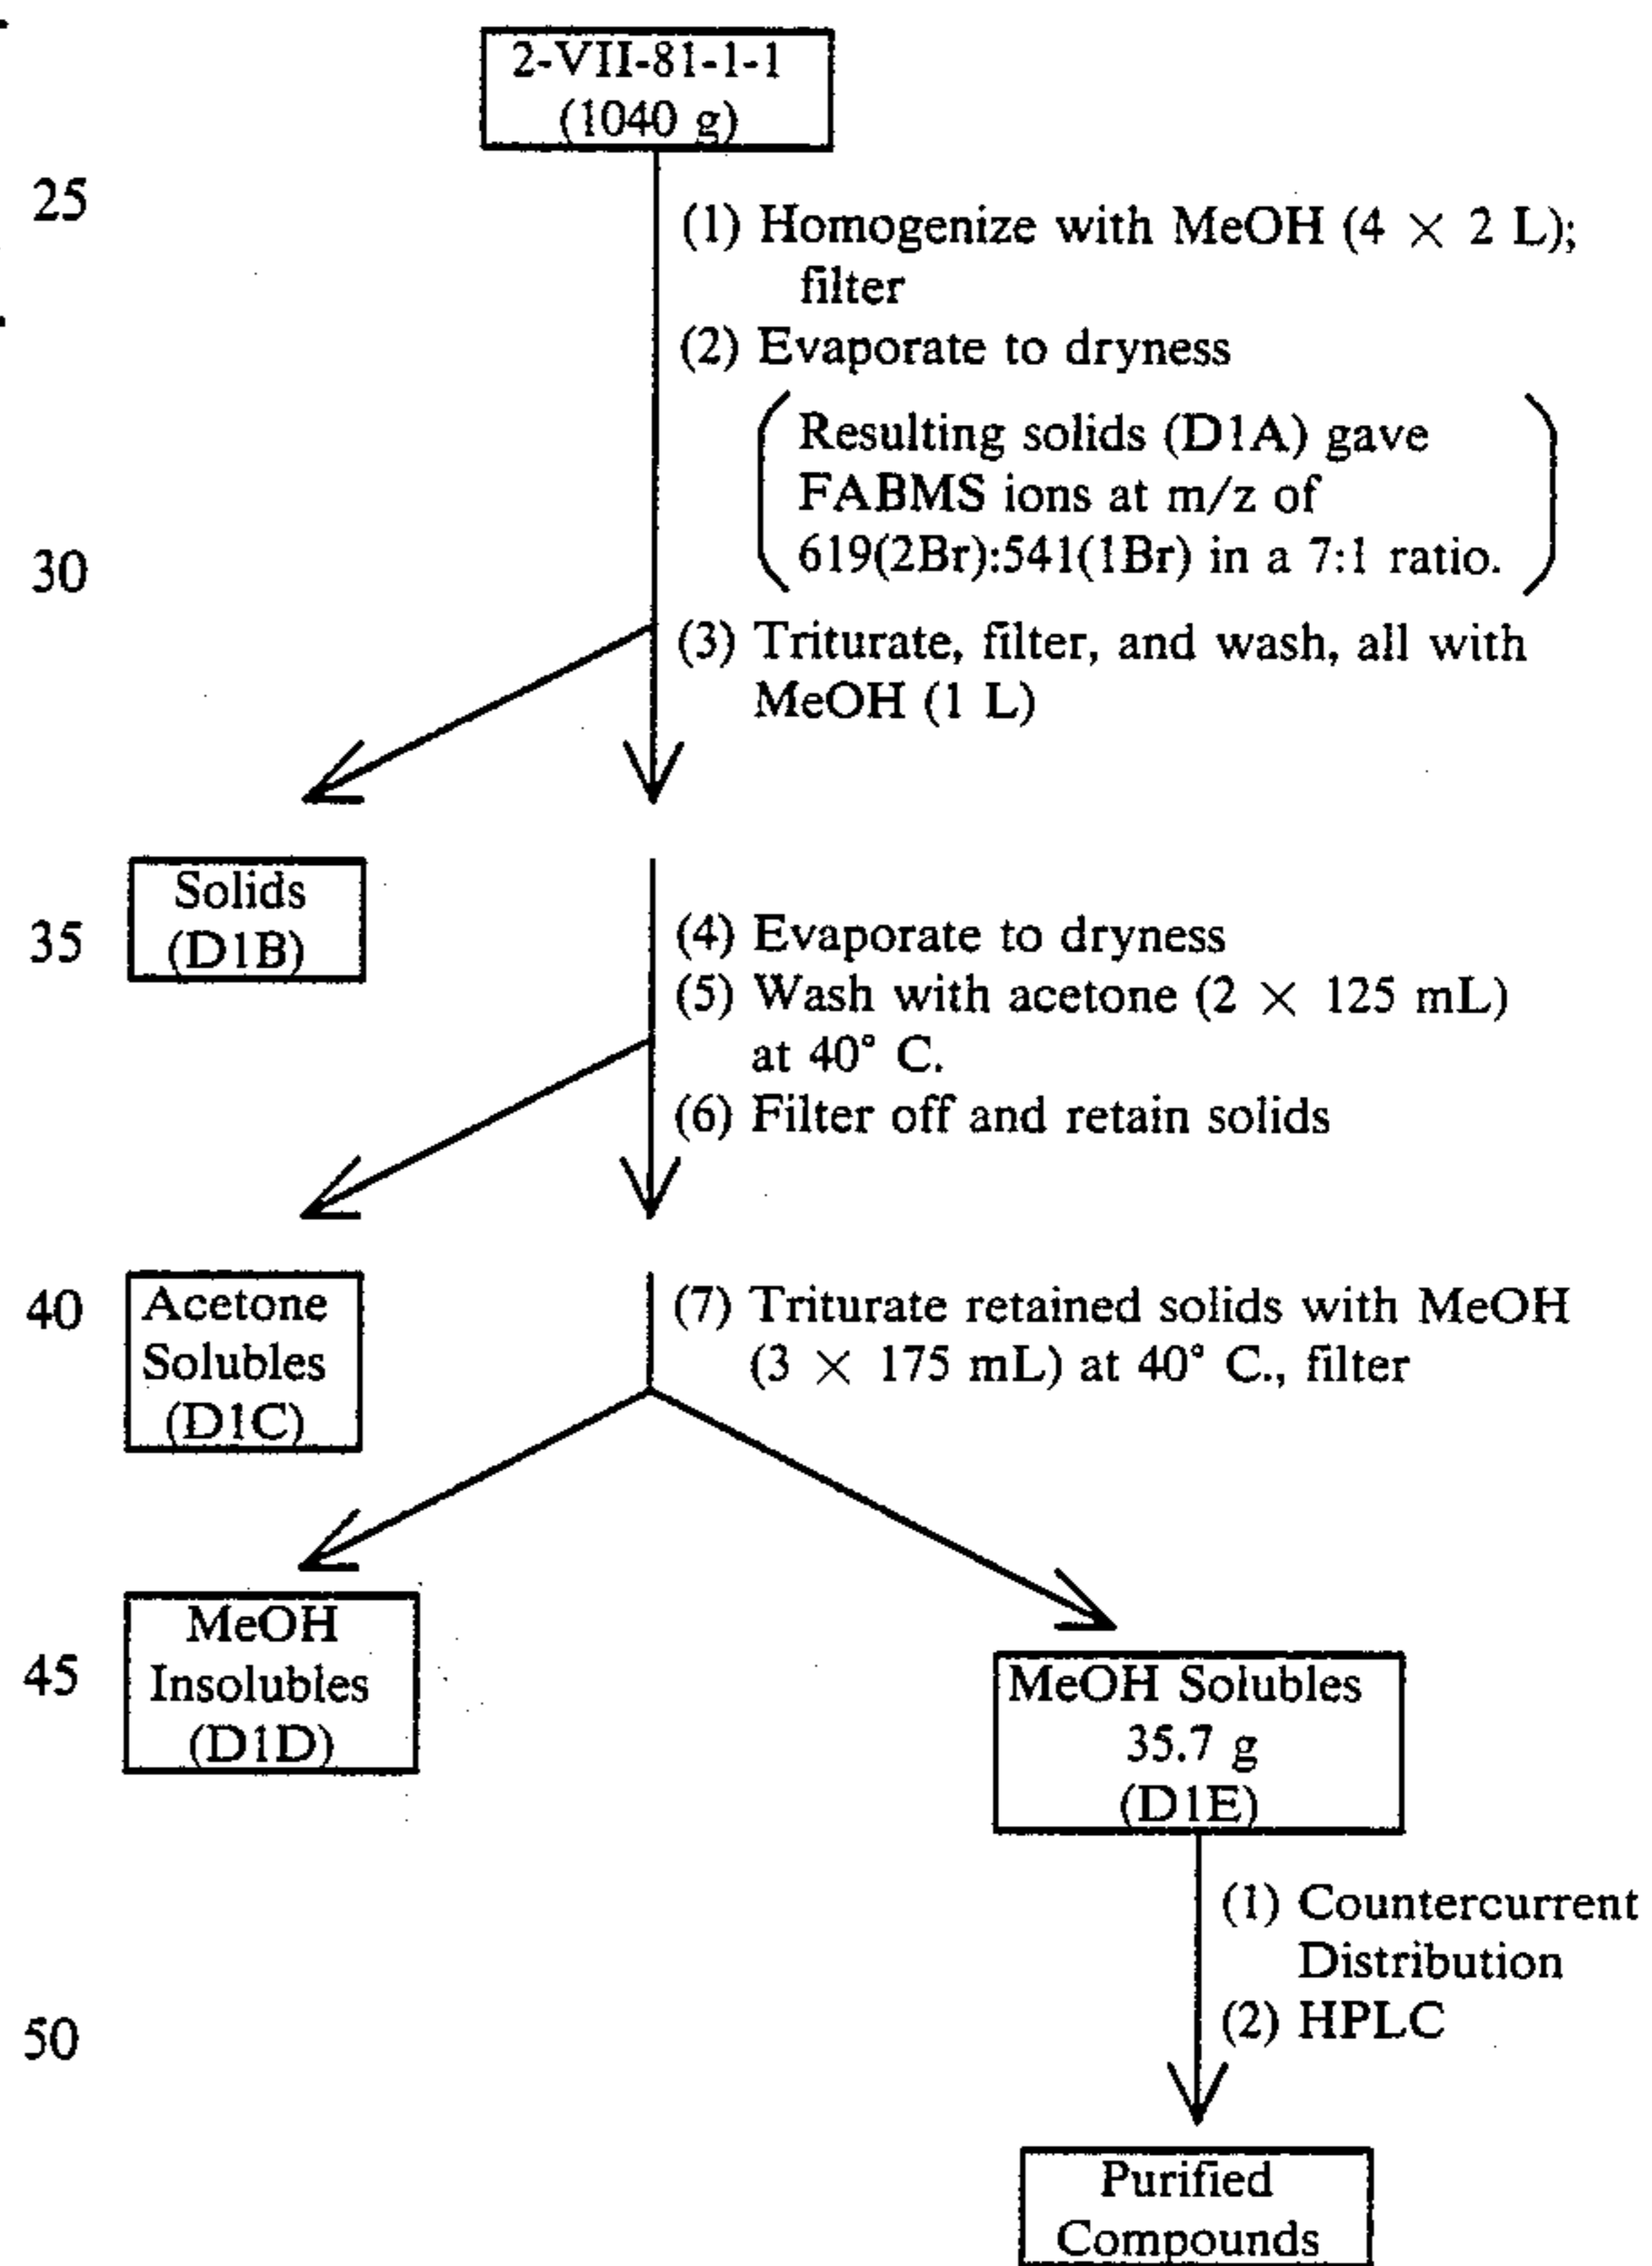 2-VII-81-1-1
(1040 g)
25
(1) Homogenize with MeOH (4 × 2 L);
filter
(2) Evaporate to dryness
Resulting solids (D1A) gave
FABMS ions at m/z of
619(2Br):541(1Br) in a 7:1 ratio.
30
(3) Triturate, filter, and wash, all with
MeOH (1 L)
Solids
(D1B)
35
(4) Evaporate to dryness
(5) Wash with acetone (2 × 125 mL)
at 40° C.
(6) Filter off and retain solids
40
Acetone
Solubles
(D1C)
(7) Triturate retained solids with MeOH
(3 × 175 mL) at 40° C., filter
45
MeOH
Insolubles
(D1D)
MeOH Solubles
35.7 g
(D1E)
(1) Countercurrent
Distribution
(2) HPLC
50
Purified
Compounds